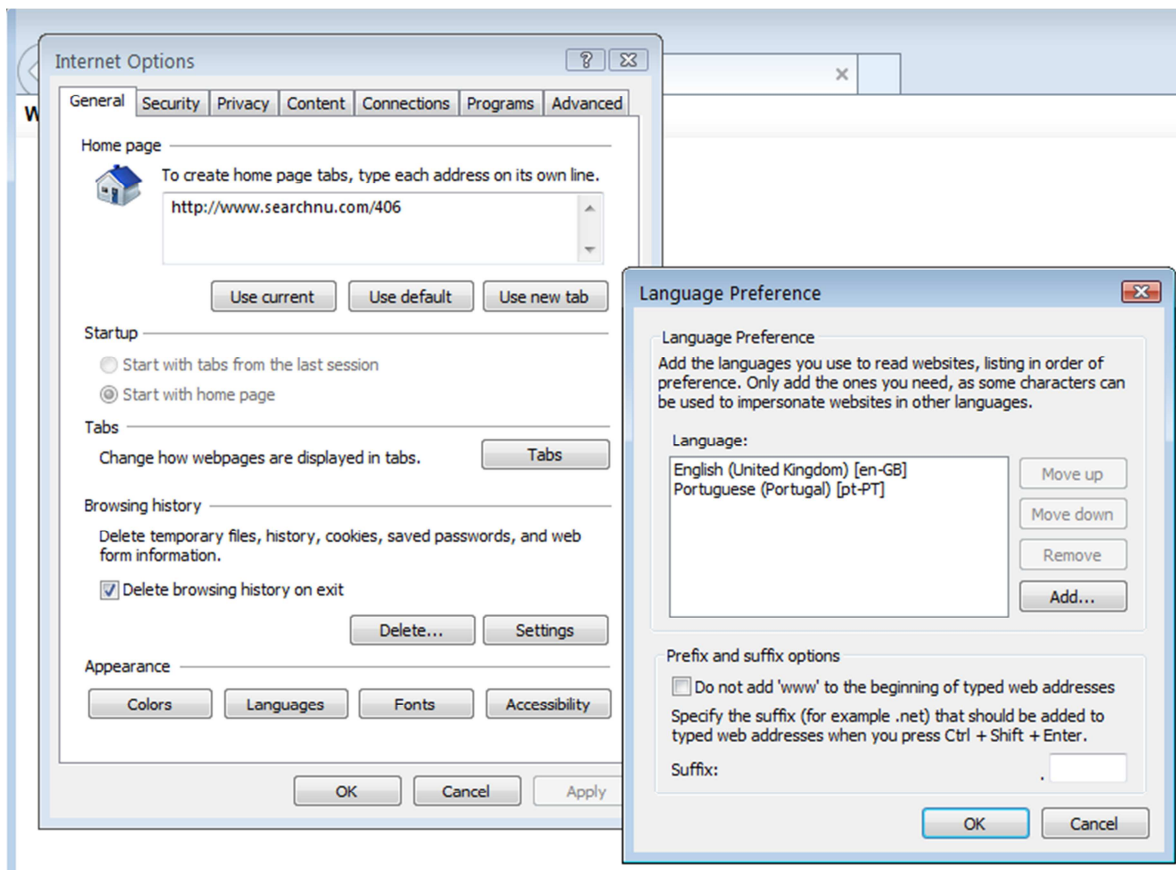 Internet Options
W
General Security Privacy Content Connections Programs Advanced
Home page
To create home page tabs, type each address on its own line.
http://www.searchnu.com/406
Use current Use default Use new tab
Startup
Start with tabs from the last session
Start with home page
Tabs
Change how webpages are displayed in tabs.
Tabs
Browsing history
Delete temporary files, history, cookies, saved passwords, and web
form information.
Delete browsing history on exit
Delete... Settings
Appearance
Colors Languages Fonts Accessibility
OK Cancel Apply
Language Preference
Language Preference
Add the languages you use to read websites, listing in order of
preference. Only add the ones you need, as some characters can
be used to impersonate websites in other languages.
Language:
English (United Kingdom) [en-GB]
Portuguese (Portugal) [pt-PT]
Move up
Move down
Remove
Add...
Prefix and suffix options
Do not add 'www' to the beginning of typed web addresses
Specify the suffix (for example .net) that should be added to
typed web addresses when you press Ctrl + Shift + Enter.
Suffix: .
OK Cancel